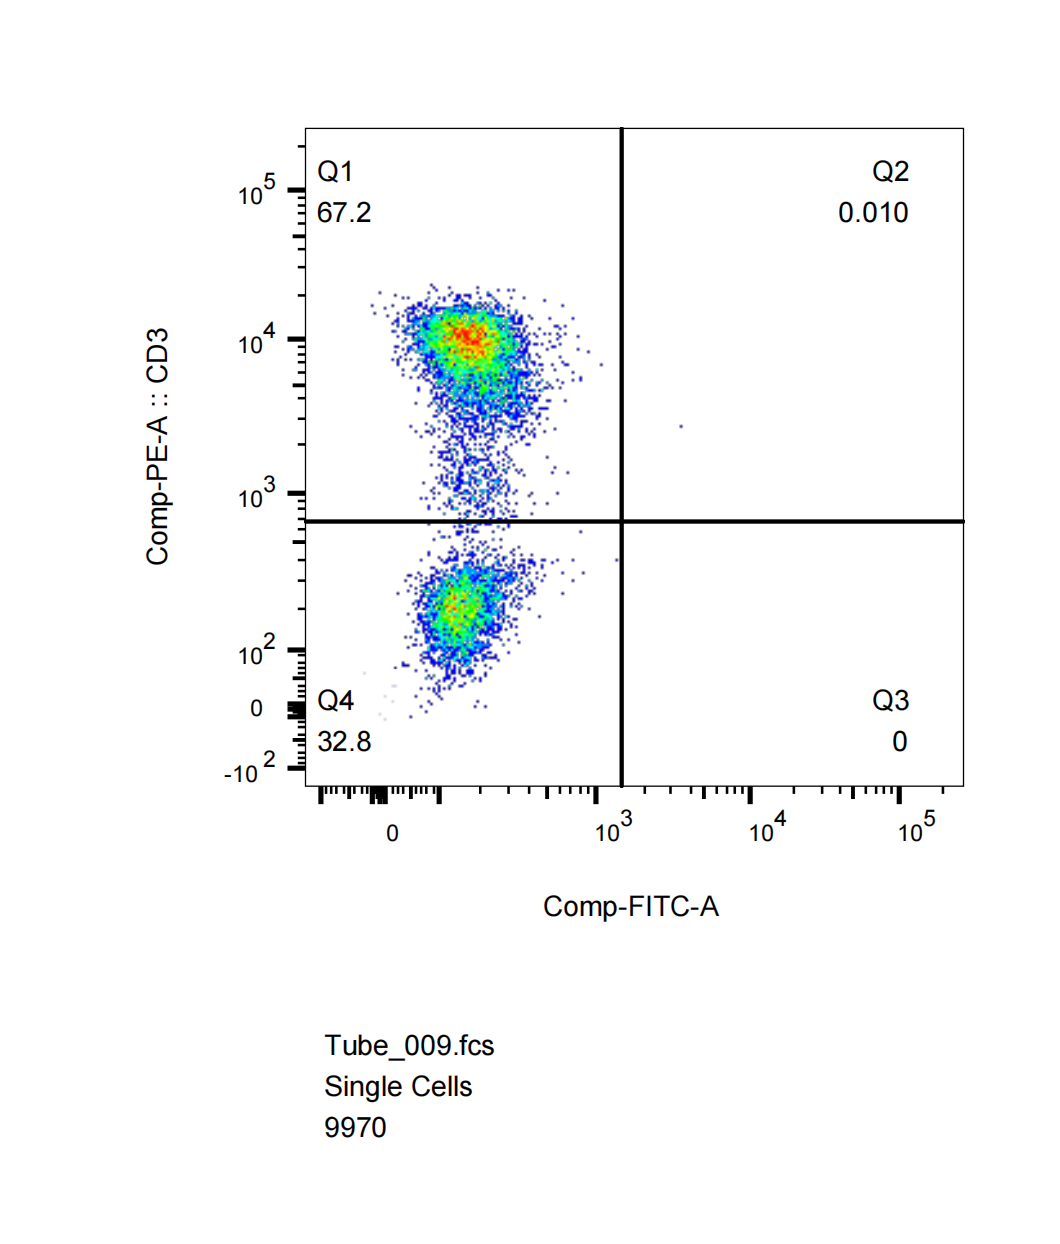 Q1
67.2
Q2
0.010
10^5
10^4
10^3
10^2
0
-10^2
Comp-PE-A :: CD3
Q4
32.8
Q3
0
0
10^3
10^4
10^5
Comp-FITC-A
Tube_009.fcs
Single Cells
9970